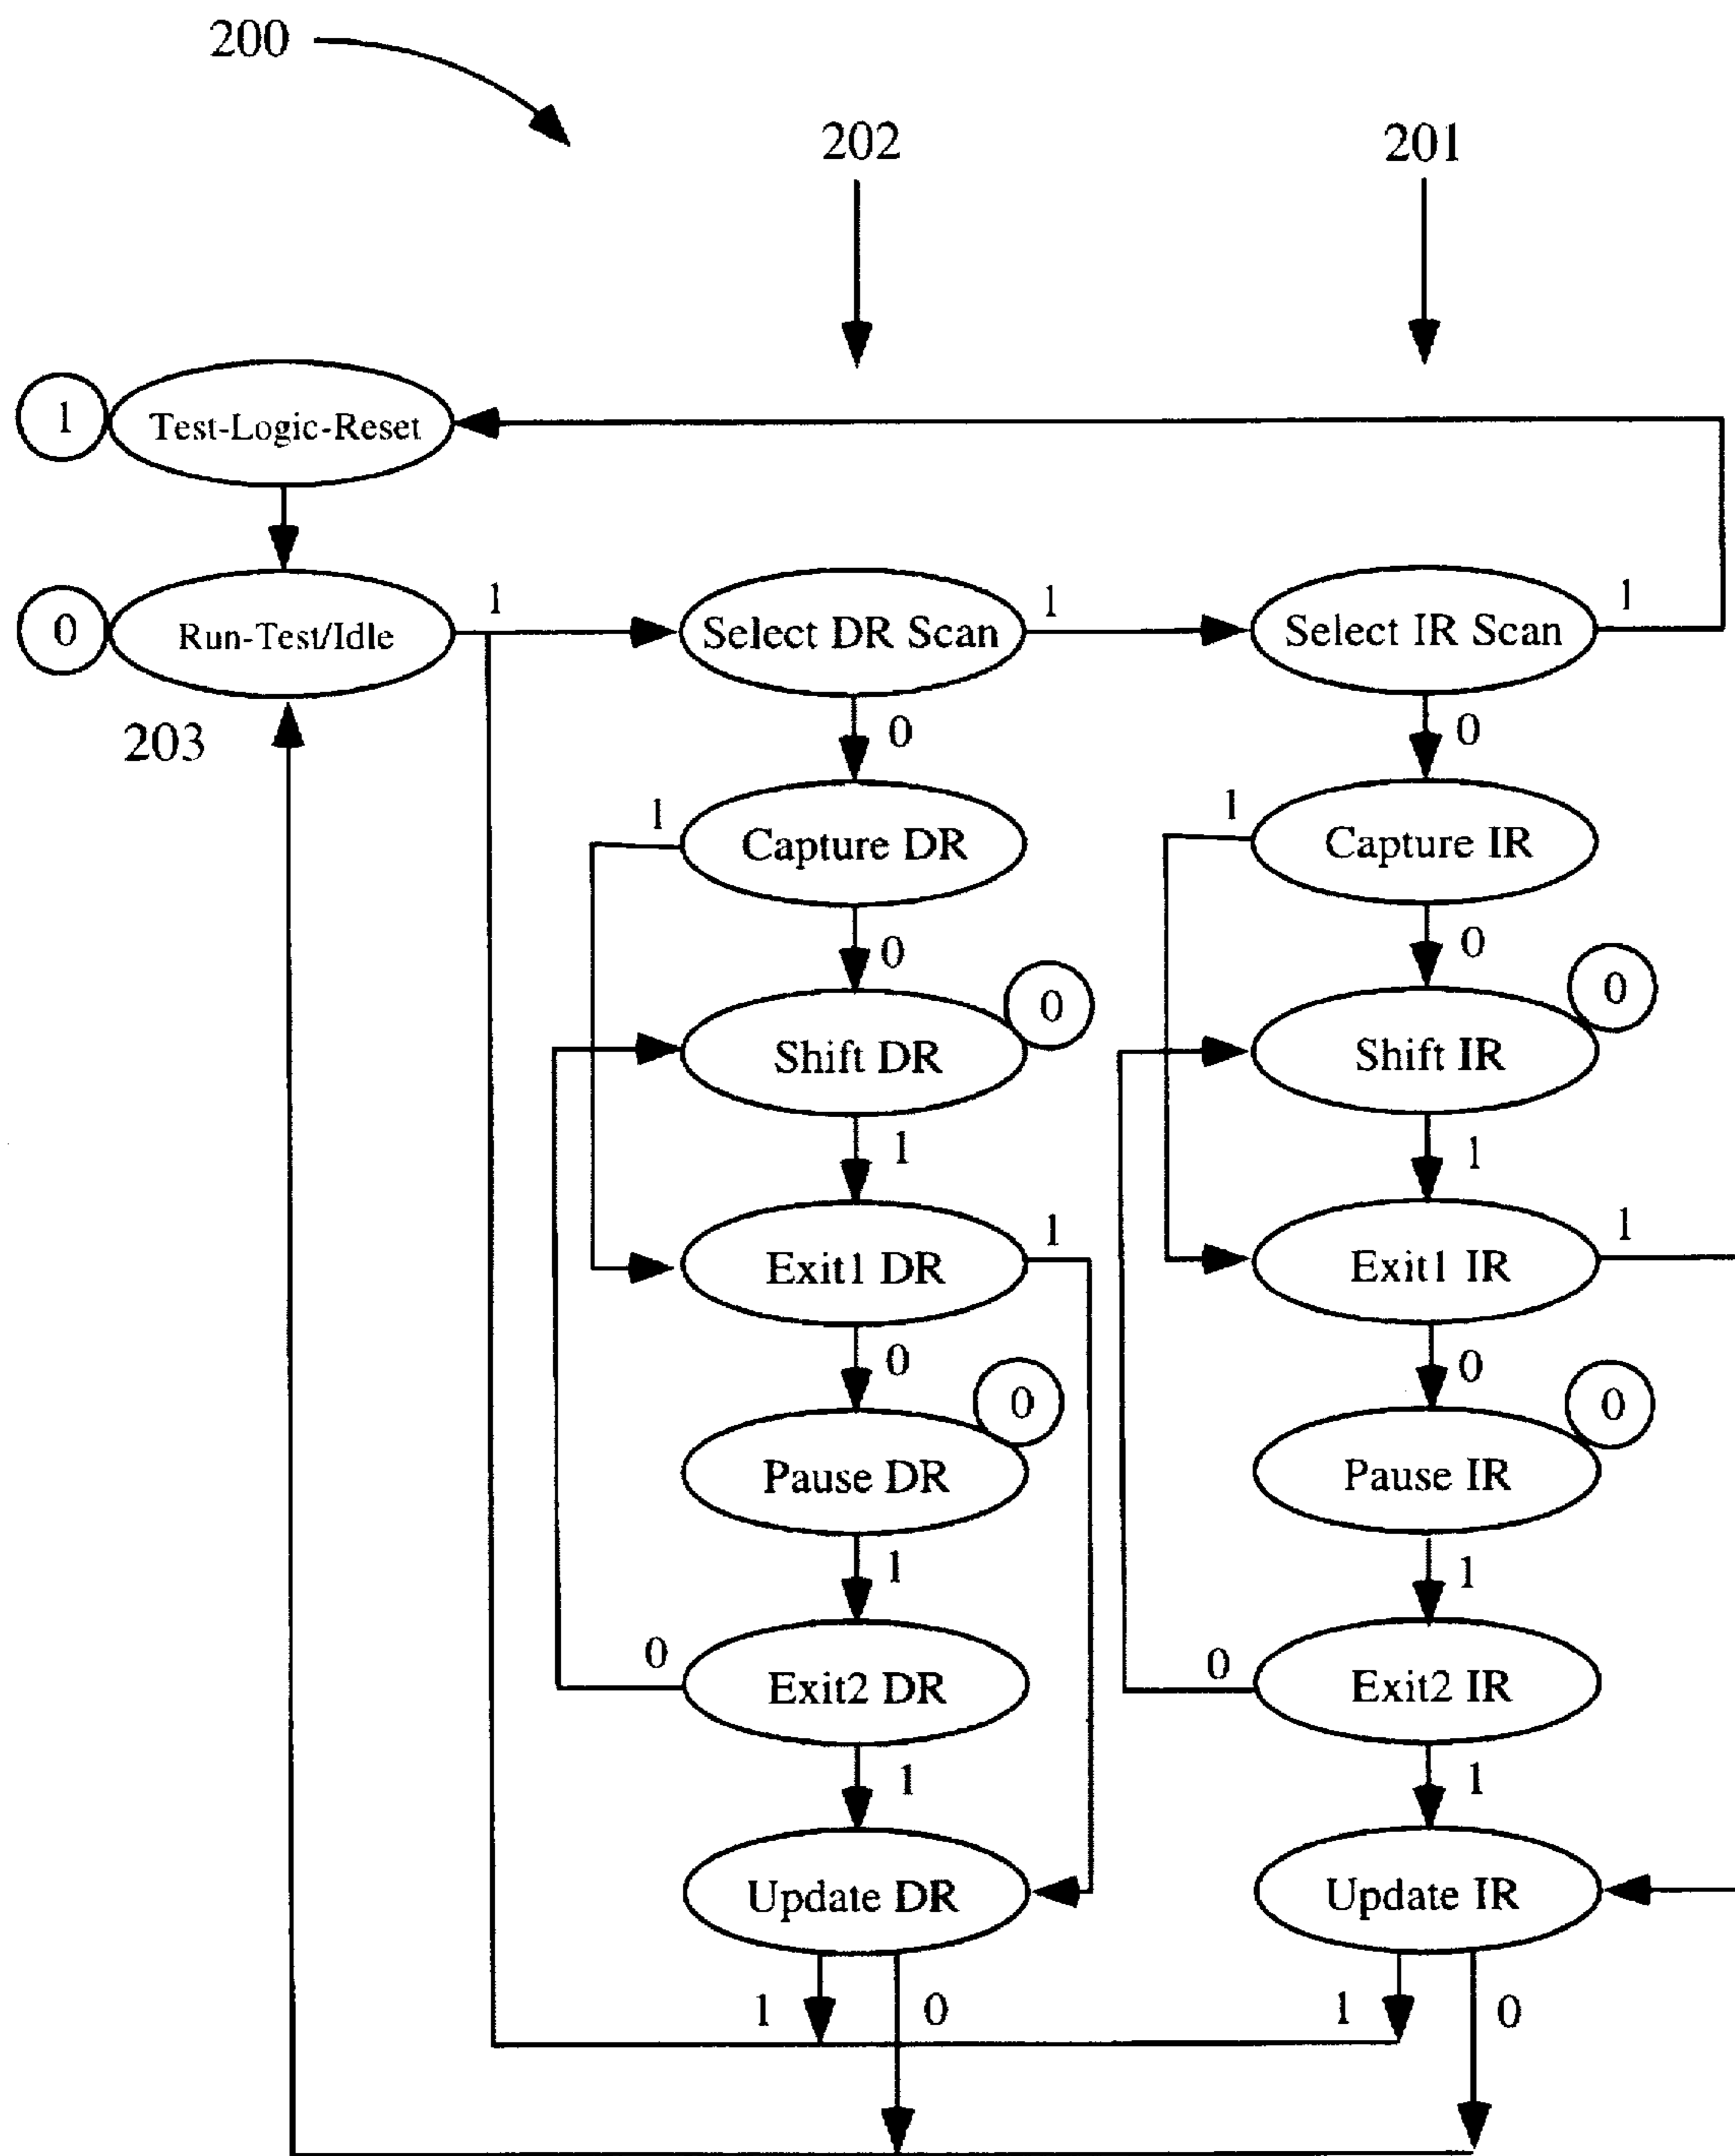 200
202 201
1 Test-Logic-Reset
0 Run-Test/Idle 1 Select DR Scan 1 Select IR Scan 1
203
0 0
1 Capture DR 1 Capture IR
0 0
0 0
Shift DR Shift IR
1 1
Exit1 DR 1 Exit1 IR 1
0 0
0 0
Pause DR Pause IR
1 1
0 Exit2 DR 0 Exit2 IR
1 1
Update DR Update IR
1 0 1 0